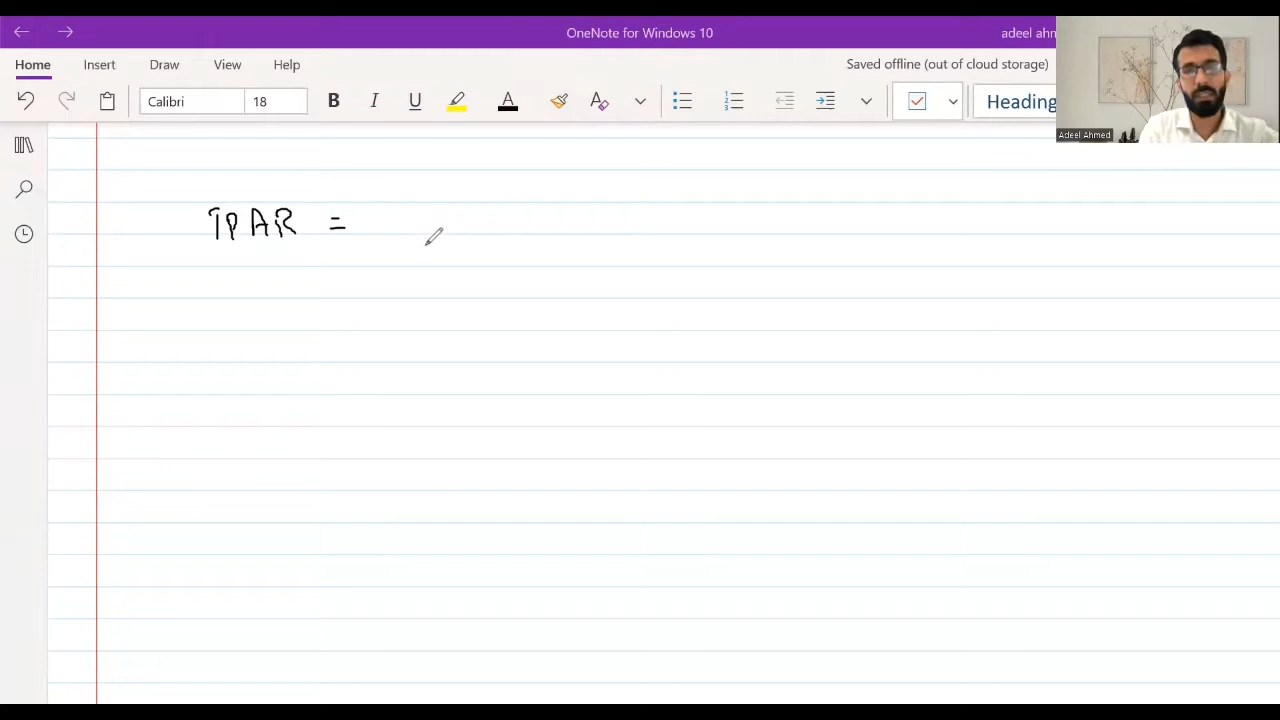 OneNote for Windows 10
adeel ahm
Home Insert Draw View Help
Saved offline (out of cloud storage)
Calibri 18 B I U A A Heading
Adeel Ahmed
TPAR =